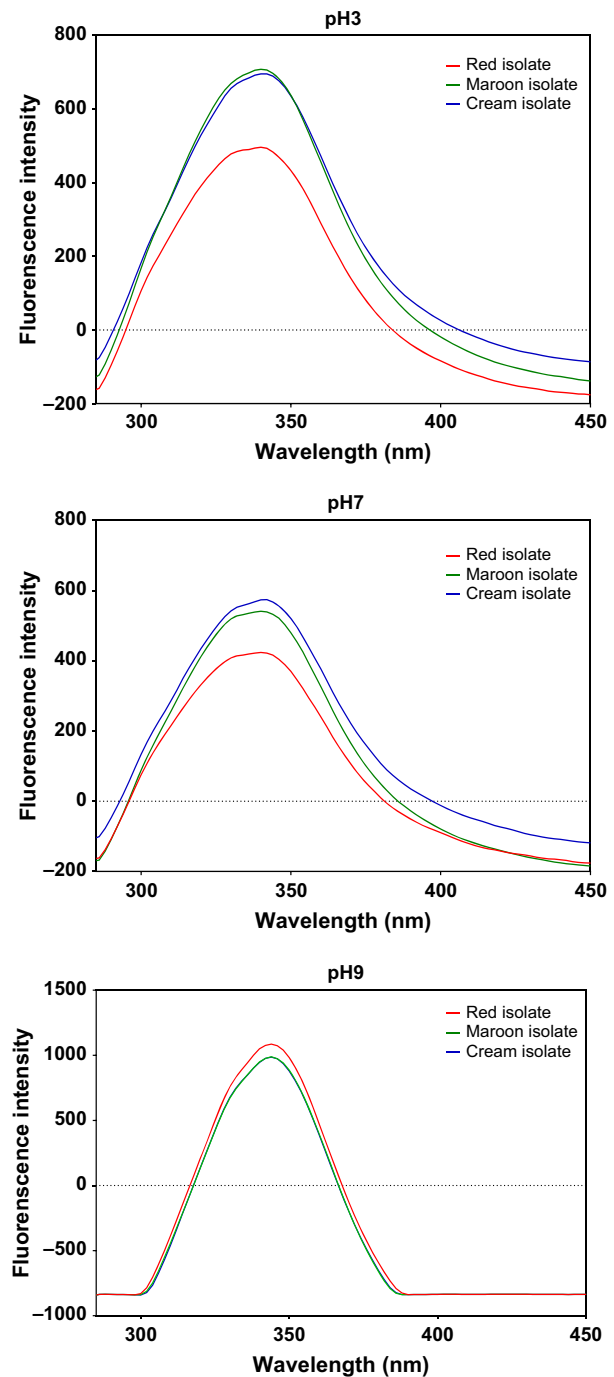 pH3
Fluorenscence intensity
800
600
400
200
0
–200
Red isolate
Maroon isolate
Cream isolate
300 350 400 450
Wavelength (nm)
pH7
Fluorenscence intensity
800
600
400
200
0
–200
Red isolate
Maroon isolate
Cream isolate
300 350 400 450
Wavelength (nm)
pH9
Fluorenscence intensity
1500
1000
500
0
–500
–1000
Red isolate
Maroon isolate
Cream isolate
300 350 400 450
Wavelength (nm)